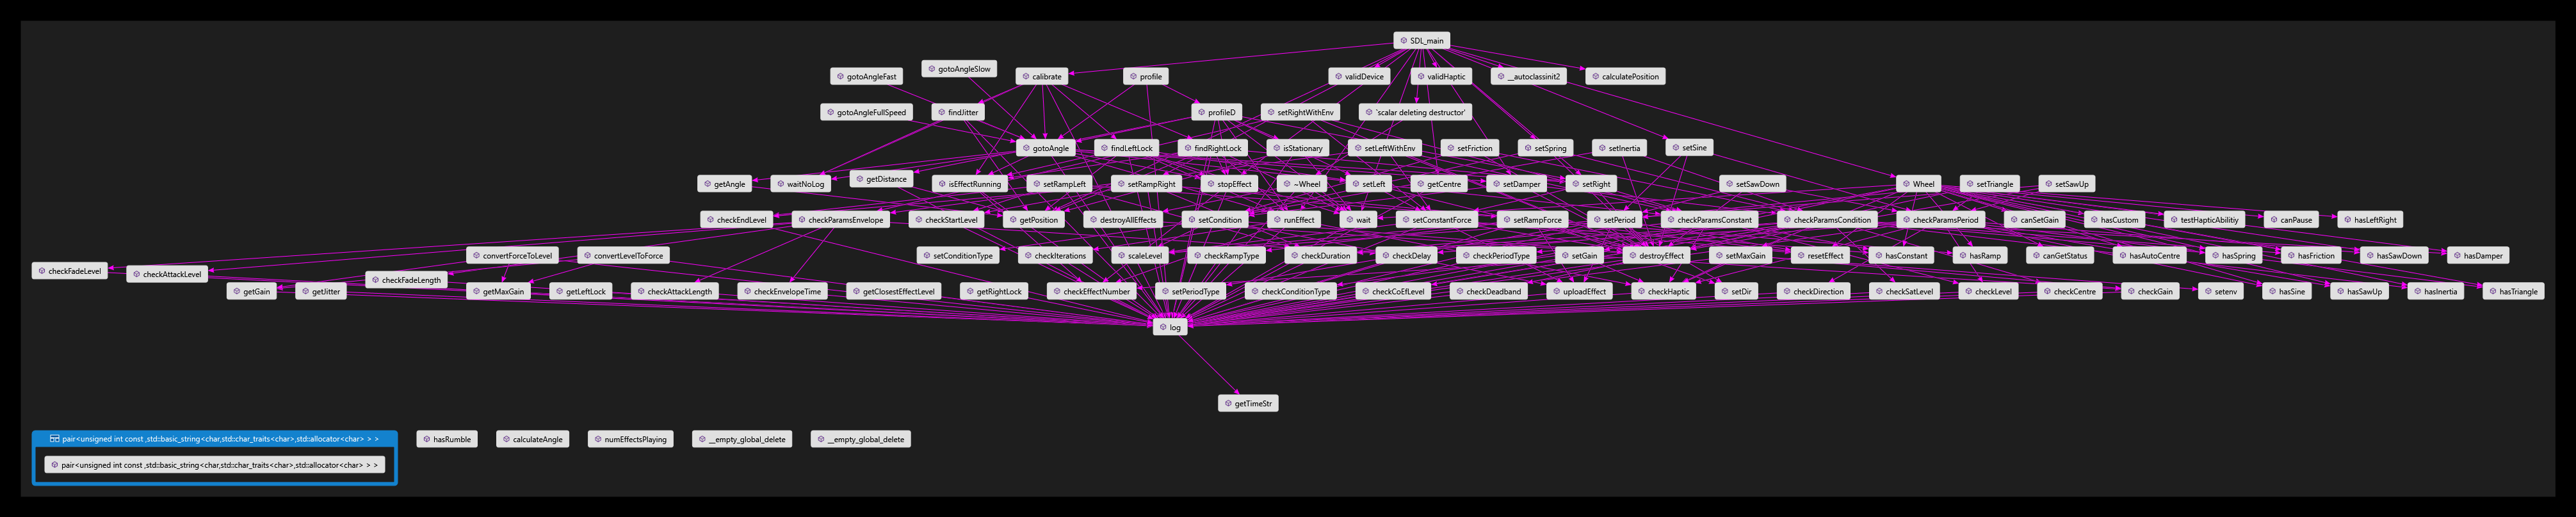 SDL_main
gotoAngleSlow
gotoAngleFast
calibrate
profile
validDevice
validHaptic
__autoclassinit2
calculatePosition
gotoAngleFullSpeed
findJitter
profileD
setRightWithEnv
`scalar deleting destructor'
gotoAngle
findLeftLock
findRightLock
isStationary
setLeftWithEnv
setFriction
setSpring
setInertia
setSine
getAngle
waitNoLog
getDistance
isEffectRunning
setRampLeft
setRampRight
stopEffect
~Wheel
setLeft
getCentre
setDamper
setRight
setSawDown
Wheel
setTriangle
setSawUp
checkEndLevel
checkParamsEnvelope
checkStartLevel
getPosition
destroyAllEffects
setCondition
runEffect
wait
setConstantForce
setRampForce
setPeriod
checkParamsConstant
checkParamsCondition
checkParamsPeriod
canSetGain
hasCustom
testHapticAbilitiy
canPause
hasLeftRight
convertForceToLevel
convertLevelToForce
setConditionType
checkIterations
scaleLevel
checkRampType
checkDuration
checkDelay
checkPeriodType
setGain
destroyEffect
setMaxGain
resetEffect
hasConstant
hasRamp
canGetStatus
hasAutoCentre
hasSpring
hasFriction
hasSawDown
hasDamper
checkFadeLevel
checkAttackLevel
checkFadeLength
getGain
getJitter
getMaxGain
getLeftLock
checkAttackLength
checkEnvelopeTime
getClosestEffectLevel
getRightLock
checkEffectNumber
setPeriodType
checkConditionType
checkCoEfLevel
checkDeadband
uploadEffect
checkHaptic
setDir
checkDirection
checkSatLevel
checkLevel
checkCentre
checkGain
setenv
hasSine
hasSawUp
hasInertia
hasTriangle
log
getTimeStr
pair<unsigned int const ,std::basic_string<char,std::char_traits<char>,std::allocator<char> > >
hasRumble
calculateAngle
numEffectsPlaying
__empty_global_delete
__empty_global_delete
pair<unsigned int const ,std::basic_string<char,std::char_traits<char>,std::allocator<char> > >